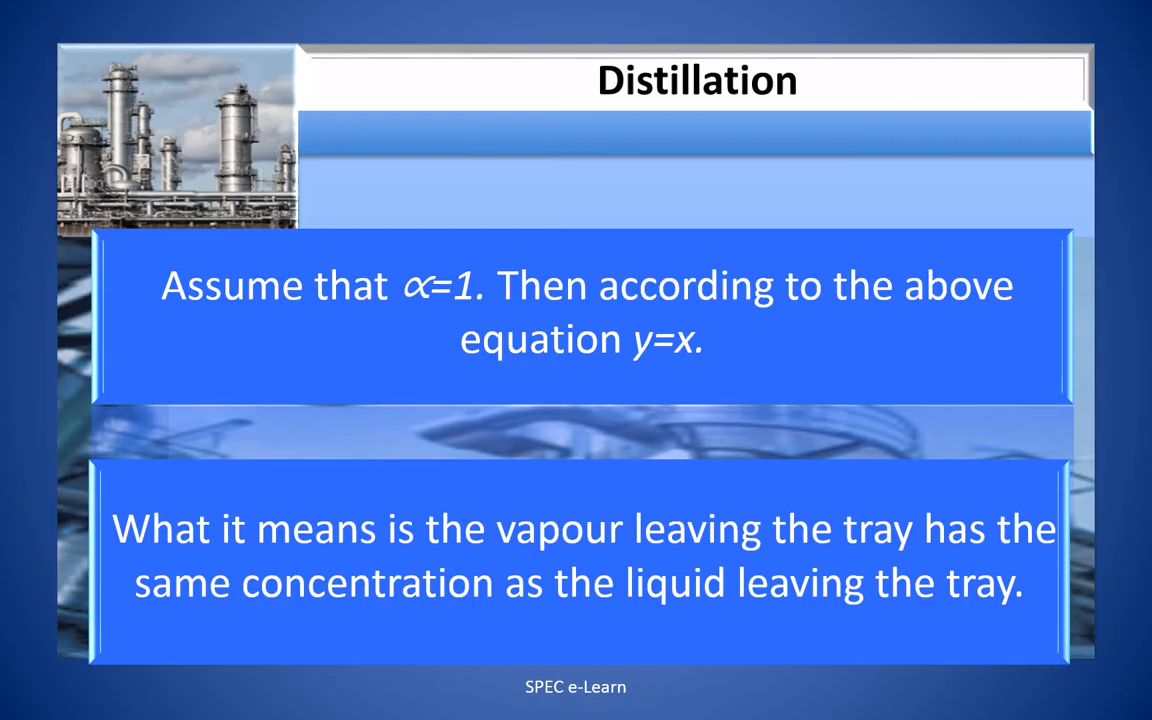 Distillation
Assume that ∝=1. Then according to the above
equation y=x.
What it means is the vapour leaving the tray has the
same concentration as the liquid leaving the tray.
SPEC e-Learn